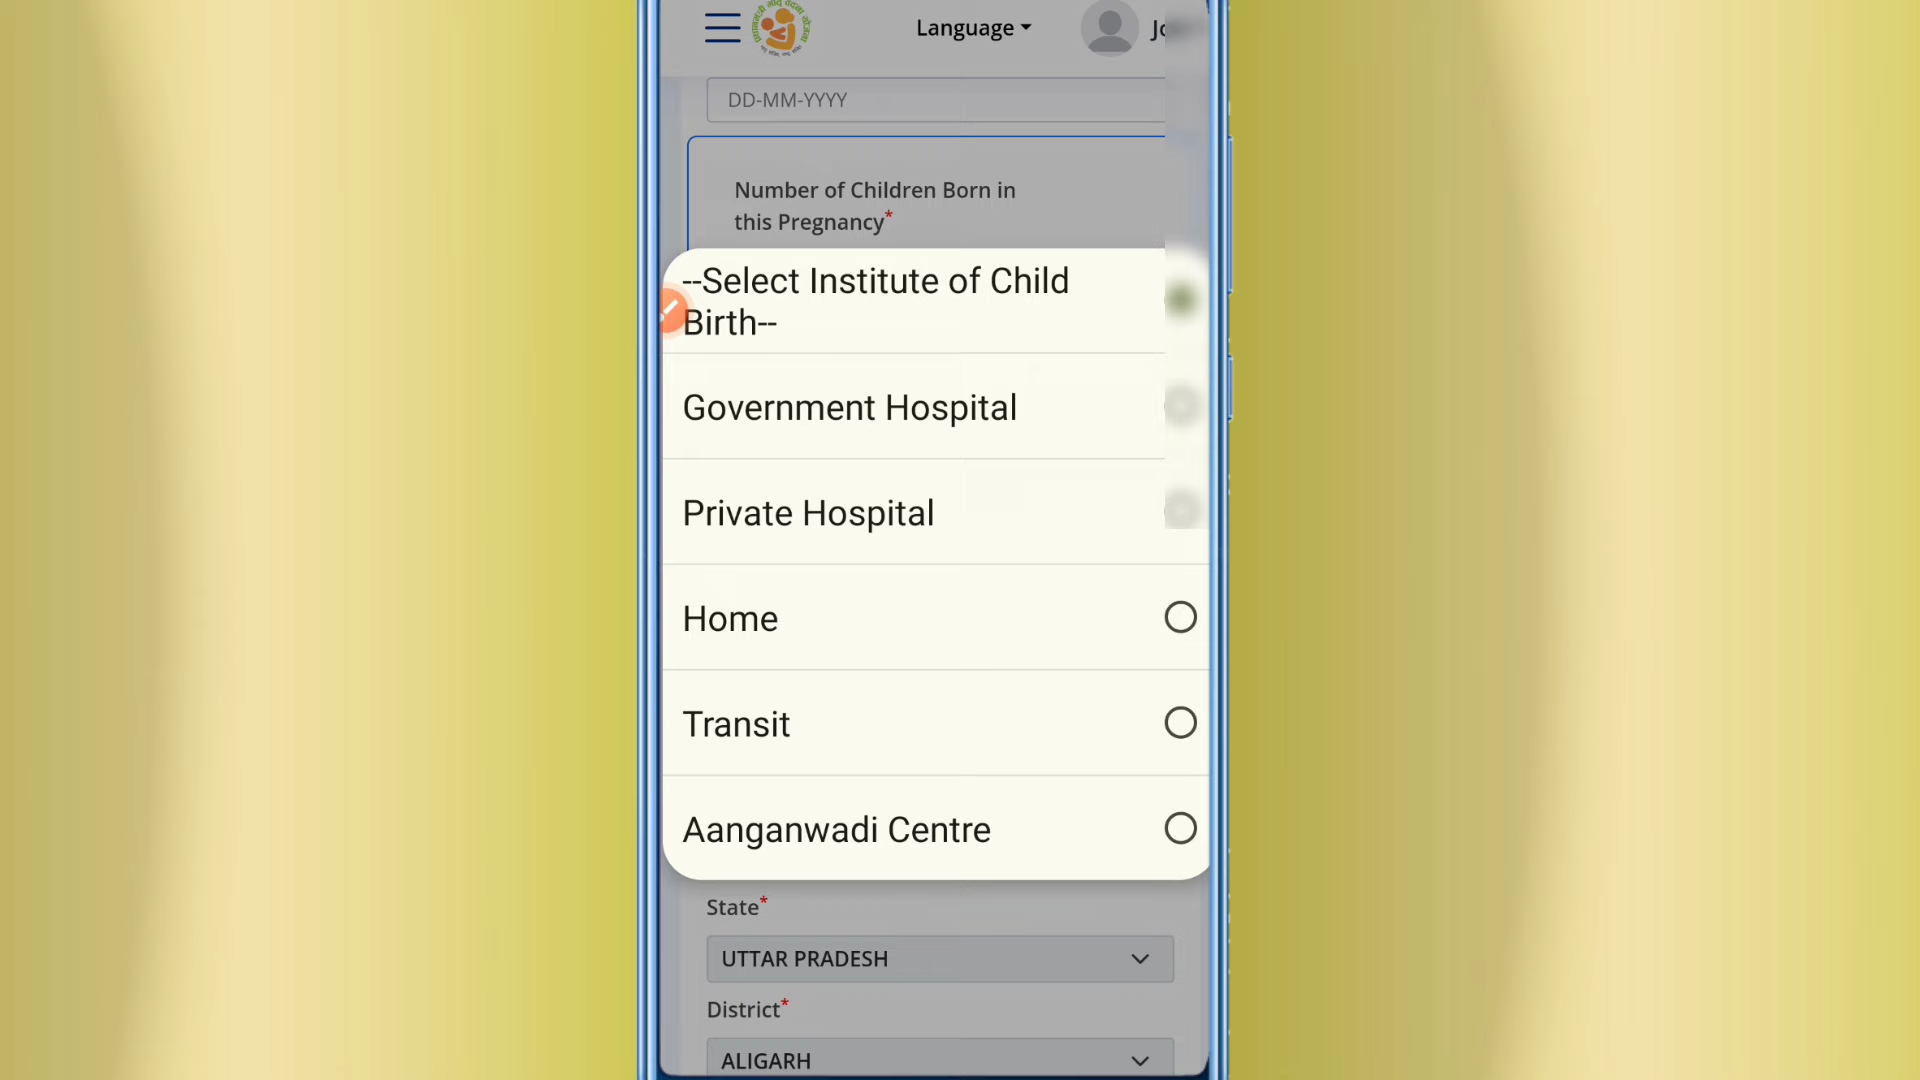 Language
DD-MM-YYYY
Number of Children Born in
this Pregnancy*
--Select Institute of Child
Birth--
Government Hospital
Private Hospital
Home
Transit
Aanganwadi Centre
State*
UTTAR PRADESH
District*
ALIGARH